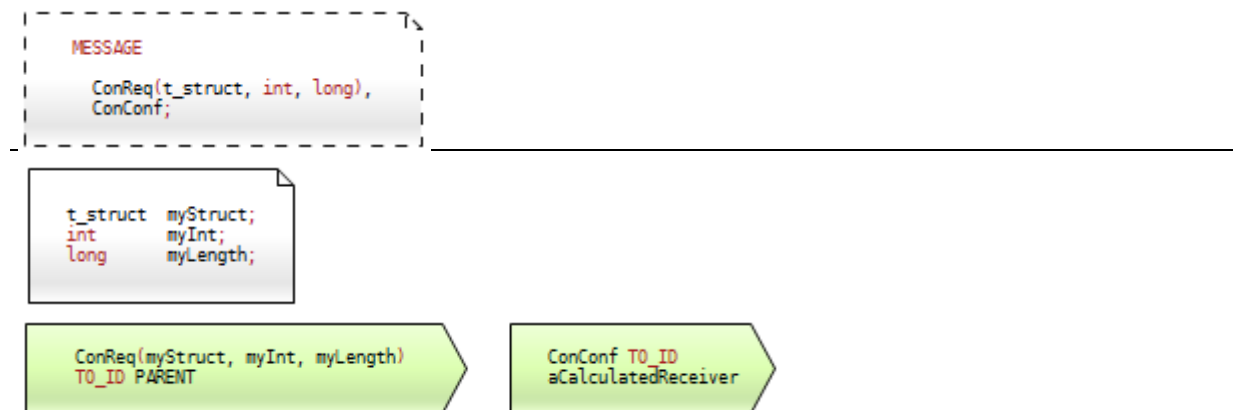 MESSAGE
ConReq(t_struct, int, long),
ConConf;
t_struct myStruct;
int myInt;
long myLength;
ConReq(myStruct, myInt, myLength)
TO_ID PARENT
ConConf TO_ID
aCalculatedReceiver